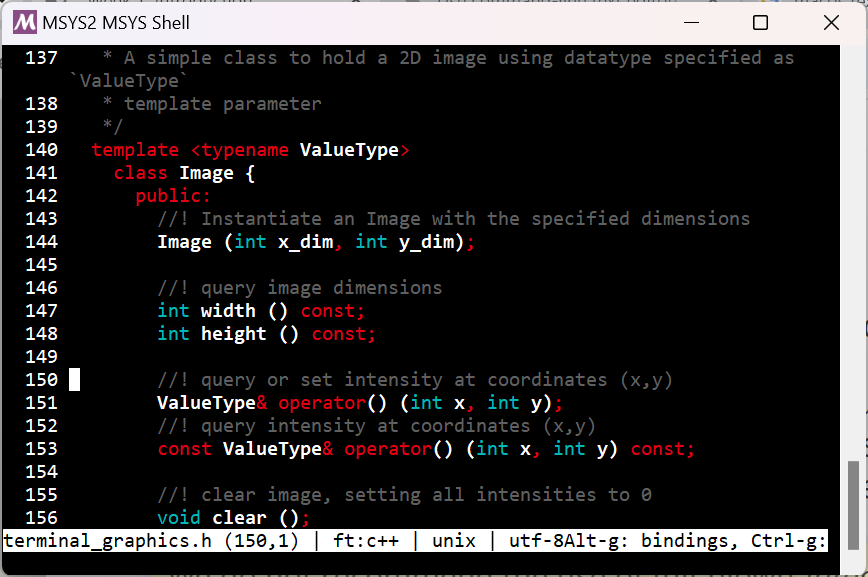 MSYS2 MSYS Shell
137 * A simple class to hold a 2D image using datatype specified as
`ValueType`
138 * template parameter
139 */
140 template <typename ValueType>
141 class Image {
142 public:
143 //! Instantiate an Image with the specified dimensions
144 Image (int x_dim, int y_dim);
145
146 //! query image dimensions
147 int width () const;
148 int height () const;
149
150 //! query or set intensity at coordinates (x,y)
151 ValueType& operator() (int x, int y);
152 //! query intensity at coordinates (x,y)
153 const ValueType& operator() (int x, int y) const;
154
155 //! clear image, setting all intensities to 0
156 void clear ();
terminal_graphics.h (150,1) | ft:c++ | unix | utf-8Alt-g: bindings, Ctrl-g: